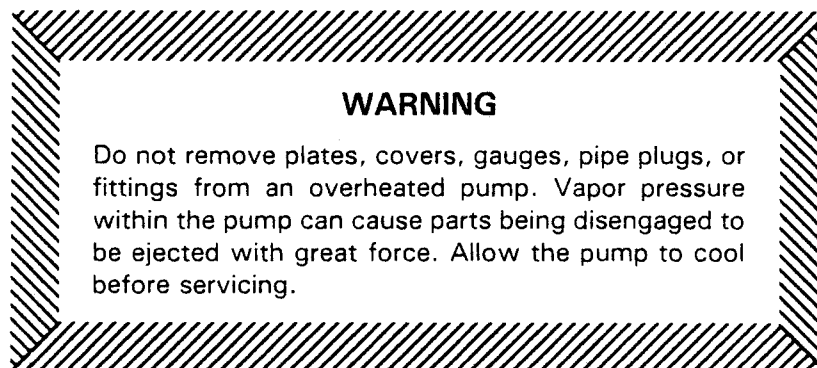 WARNING
Do not remove plates, covers, gauges, pipe plugs, or
fittings from an overheated pump. Vapor pressure
within the pump can cause parts being disengaged to
be ejected with great force. Allow the pump to cool
before servicing.